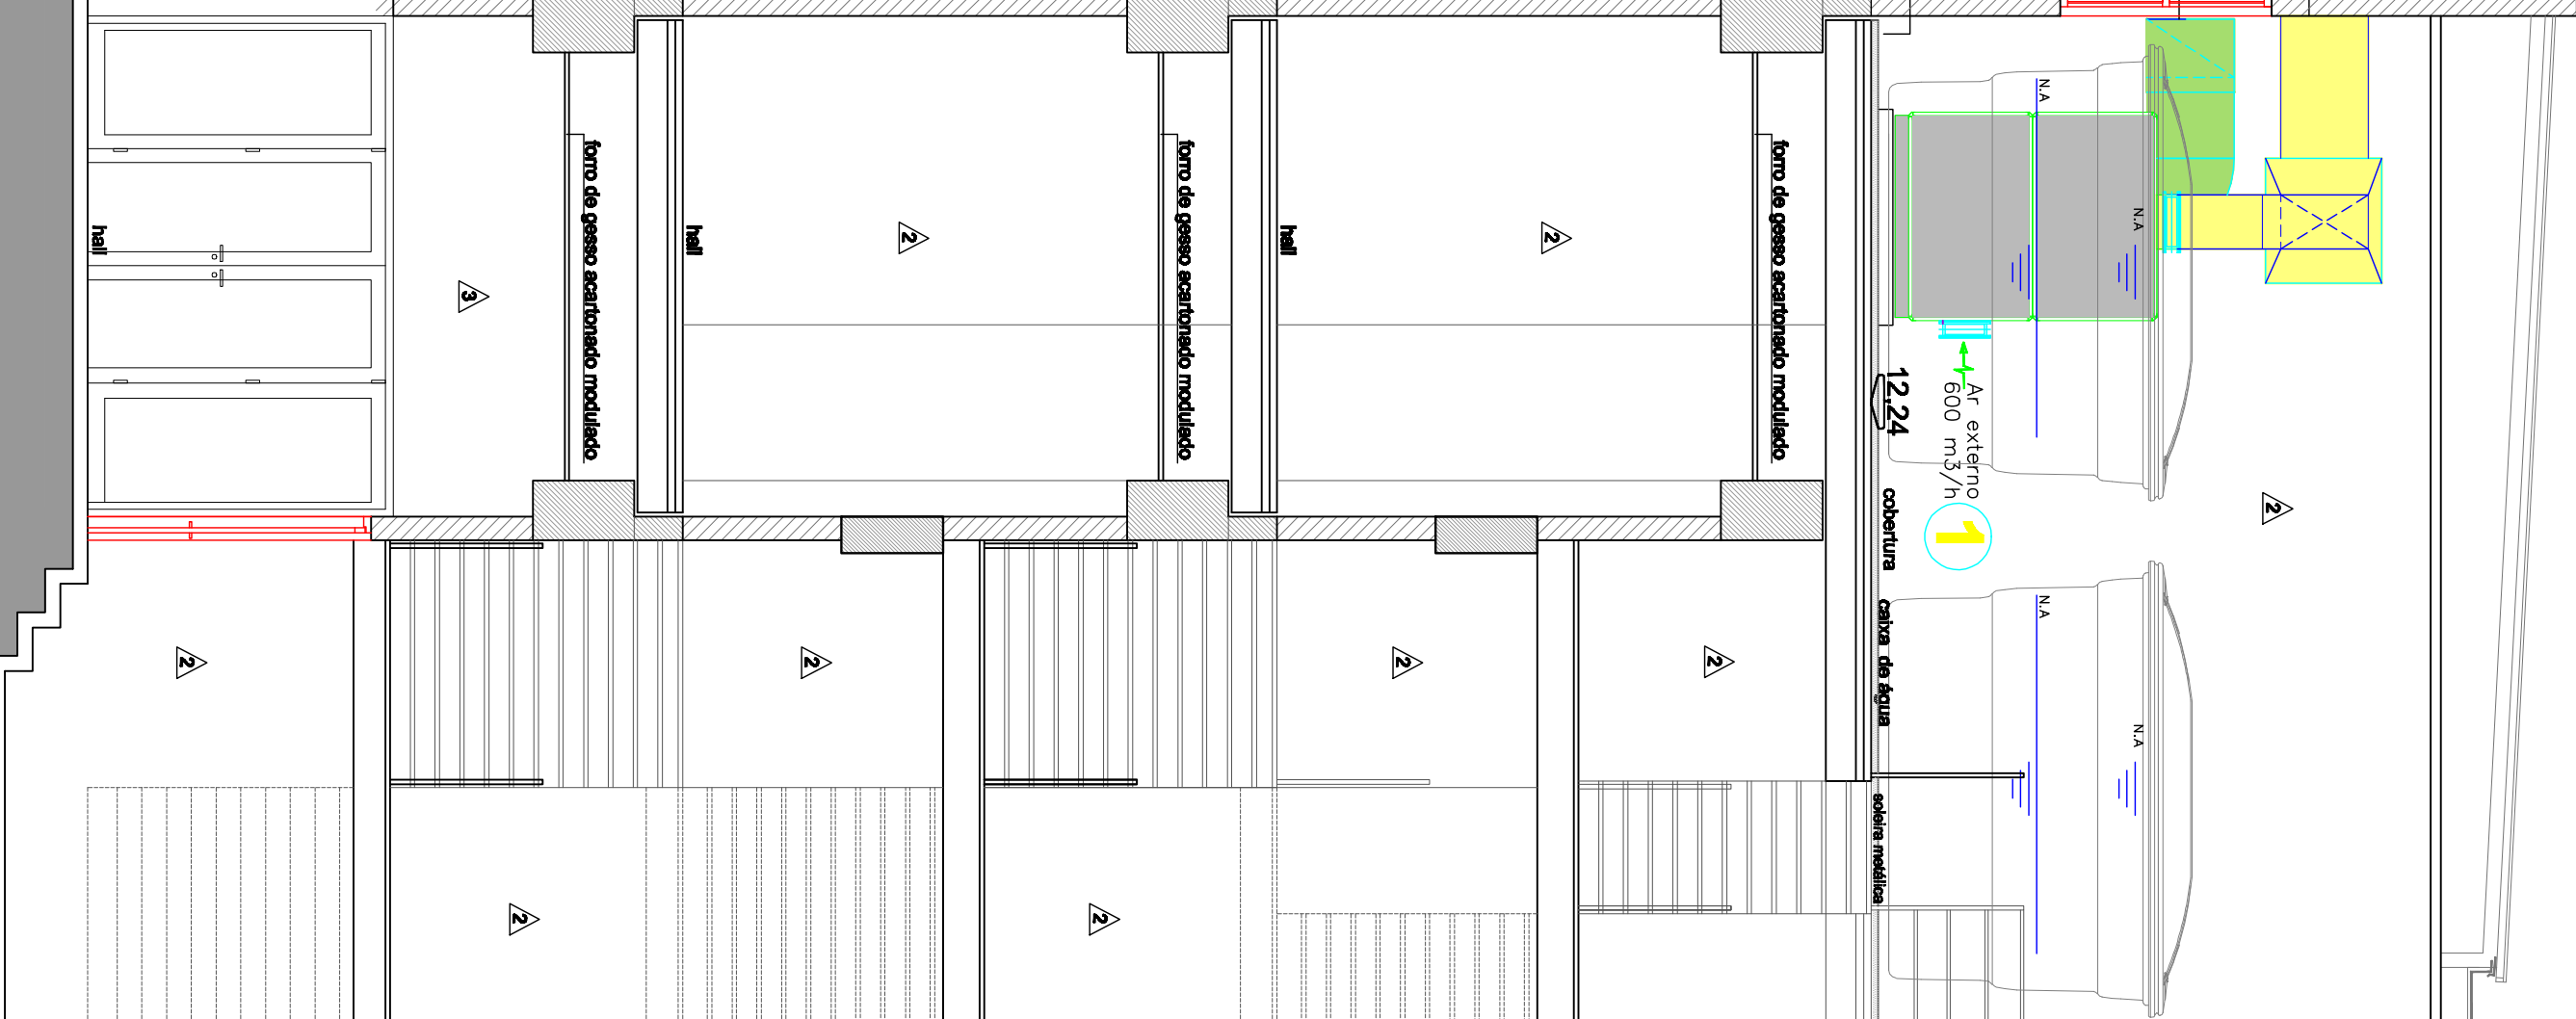 2
N.A
N.A
N.A
N.A
Ar externo
600 m3/h
1
12,24
cobertura
caixa de água
soleira metálica
forro de gesso acartonado modulado
2
2
2
hall
forro de gesso acartonado modulado
2
2
2
hall
forro de gesso acartonado modulado
2
3
2
hall